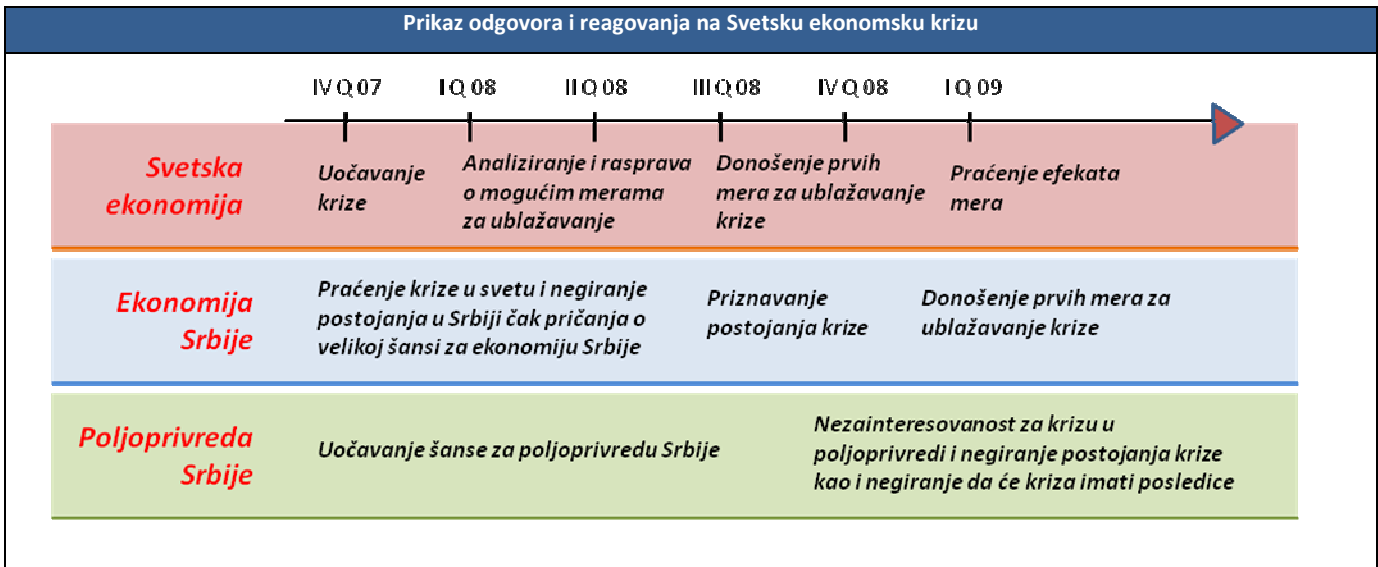 Prikaz odgovora i reagovanja na Svetsku ekonomsku krizu
IV Q 07
I Q 08
II Q 08
III Q 08
IV Q 08
I Q 09
Svetska
ekonomija
Uočavanje
krize
Analiziranje i rasprava
o mogućim merama
za ublažavanje
Donošenje prvih
mera za ublažavanje
krize
Praćenje efekata
mera
Ekonomija
Srbije
Praćenje krize u svetu i negiranje
postojanja u Srbiji čak pričanja o
velikoj šansi za ekonomiju Srbije
Priznavanje
postojanja krize
Donošenje prvih mera za
ublažavanje krize
Poljoprivreda
Srbije
Uočavanje šanse za poljoprivredu Srbije
Nezainteresovanost za krizu u
poljoprivredi i negiranje postojanja krize
kao i negiranje da će kriza imati posledice